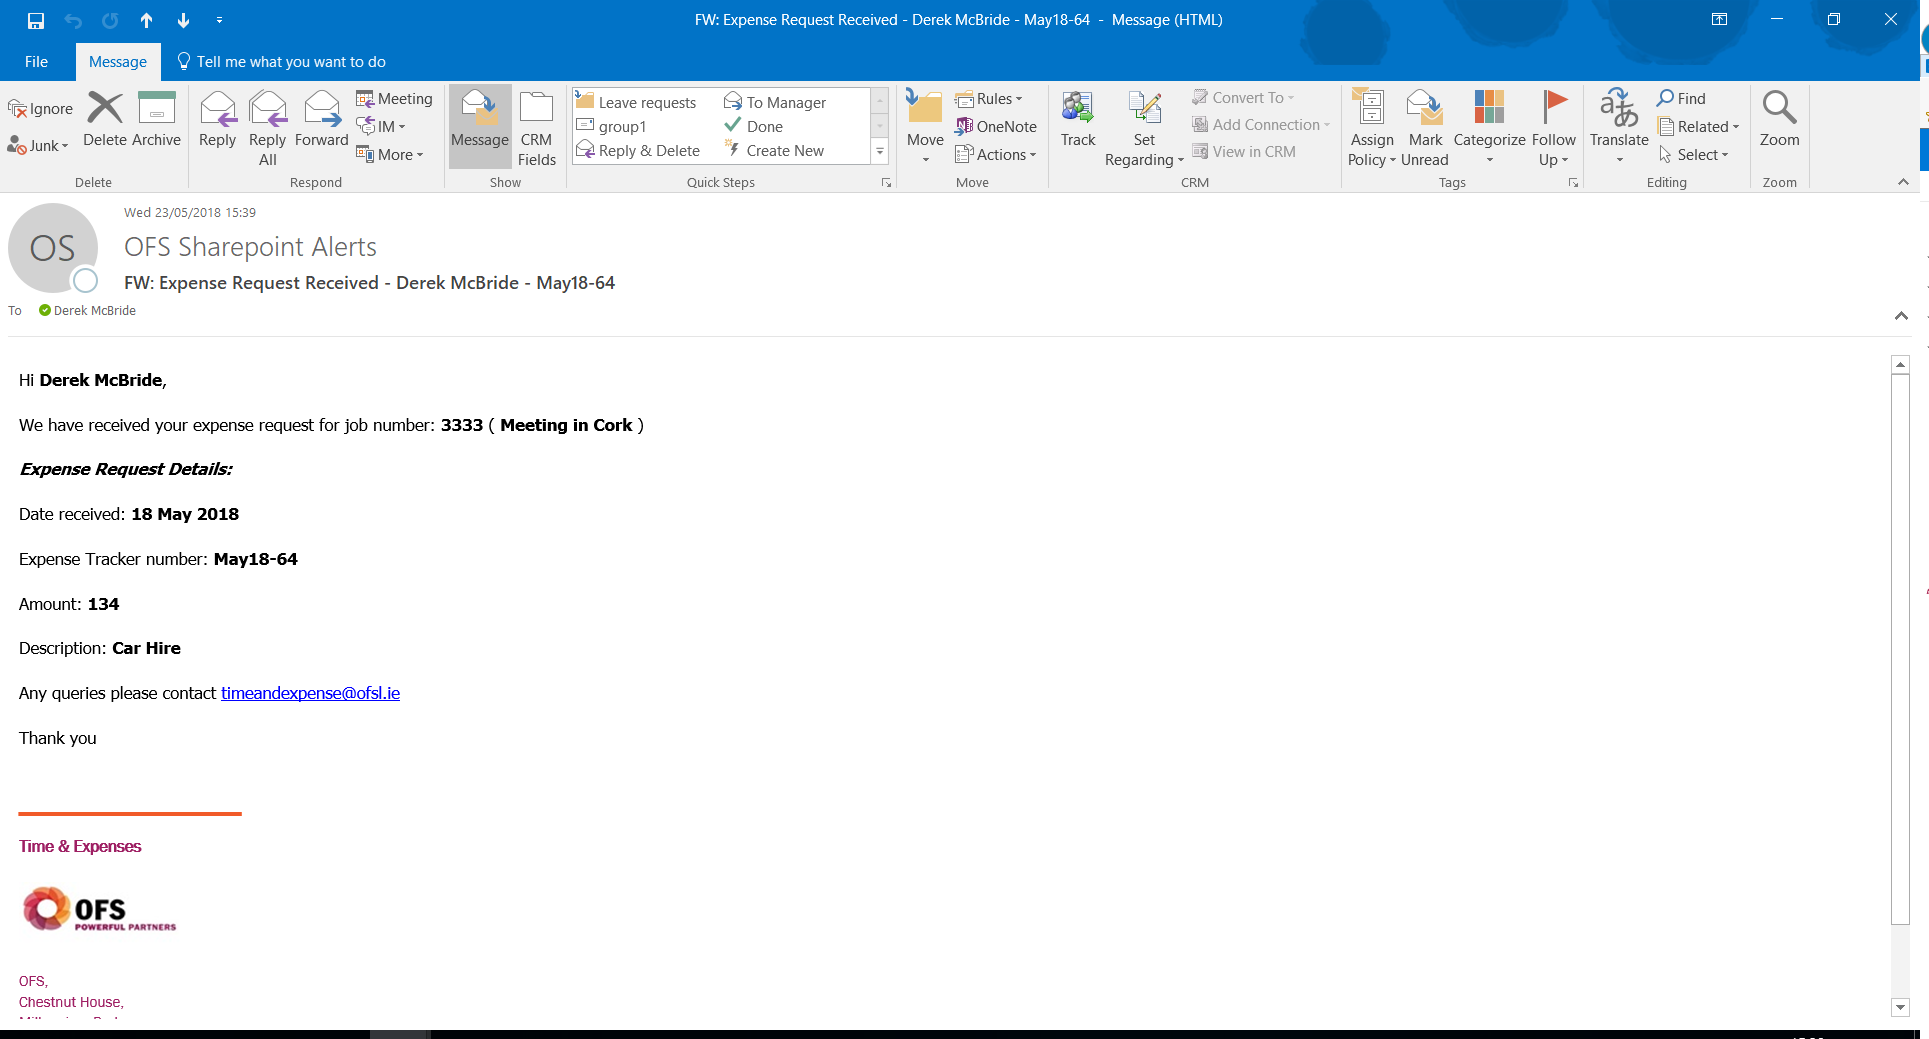 FW: Expense Request Received - Derek McBride - May18-64 - Message (HTML)
File Message Tell me what you want to do
Ignore
Junk
Delete Archive
Delete
Reply Reply All Forward
Meeting
IM
More
Respond
Message CRM Fields
Show
Leave requests To Manager
group1 Done
Reply & Delete Create New
Quick Steps
Move
Rules
OneNote
Actions
Move
Track Set Regarding
Convert To
Add Connection
View in CRM
CRM
Assign Policy Mark Unread Categorize Follow Up
Tags
Translate
Find
Related
Select
Editing
Zoom
Zoom
Wed 23/05/2018 15:39
OS
OFS Sharepoint Alerts
FW: Expense Request Received - Derek McBride - May18-64
To Derek McBride
Hi Derek McBride,
We have received your expense request for job number: 3333 ( Meeting in Cork )
Expense Request Details:
Date received: 18 May 2018
Expense Tracker number: May18-64
Amount: 134
Description: Car Hire
Any queries please contact timeandexpense@ofsl.ie
Thank you
Time & Expenses
OFS
POWERFUL PARTNERS
OFS,
Chestnut House,